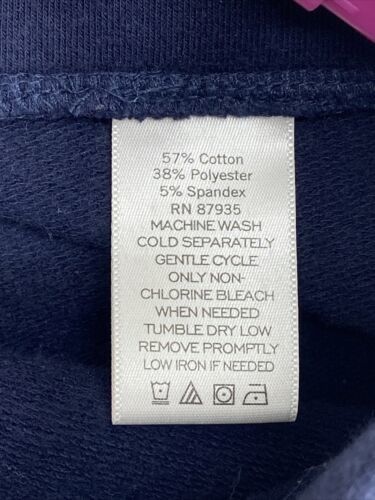 57% Cotton
38% Polyester
5% Spandex
RN 87935
MACHINE WASH
COLD SEPARATELY
GENTLE CYCLE
ONLY NON-
CHLORINE BLEACH
WHEN NEEDED
TUMBLE DRY LOW
REMOVE PROMPTLY
LOW IRON IF NEEDED